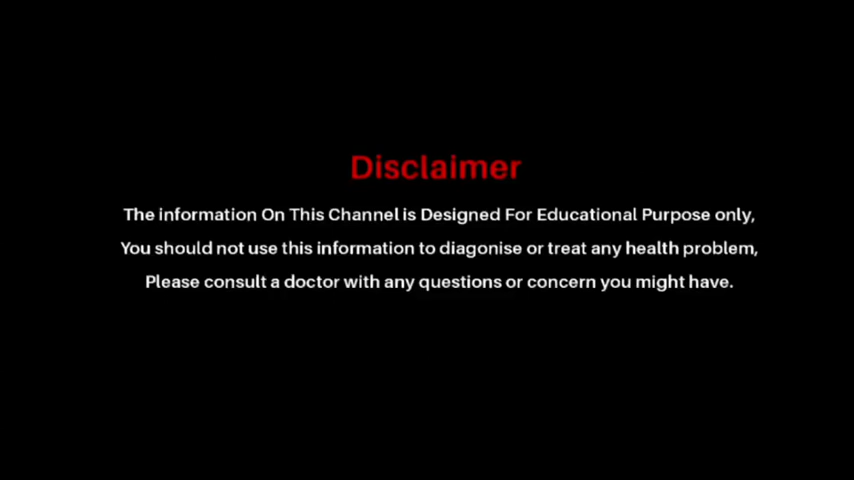 Disclaimer
The information On This Channel is Designed For Educational Purpose only,
You should not use this information to diagonise or treat any health problem,
Please consult a doctor with any questions or concern you might have.